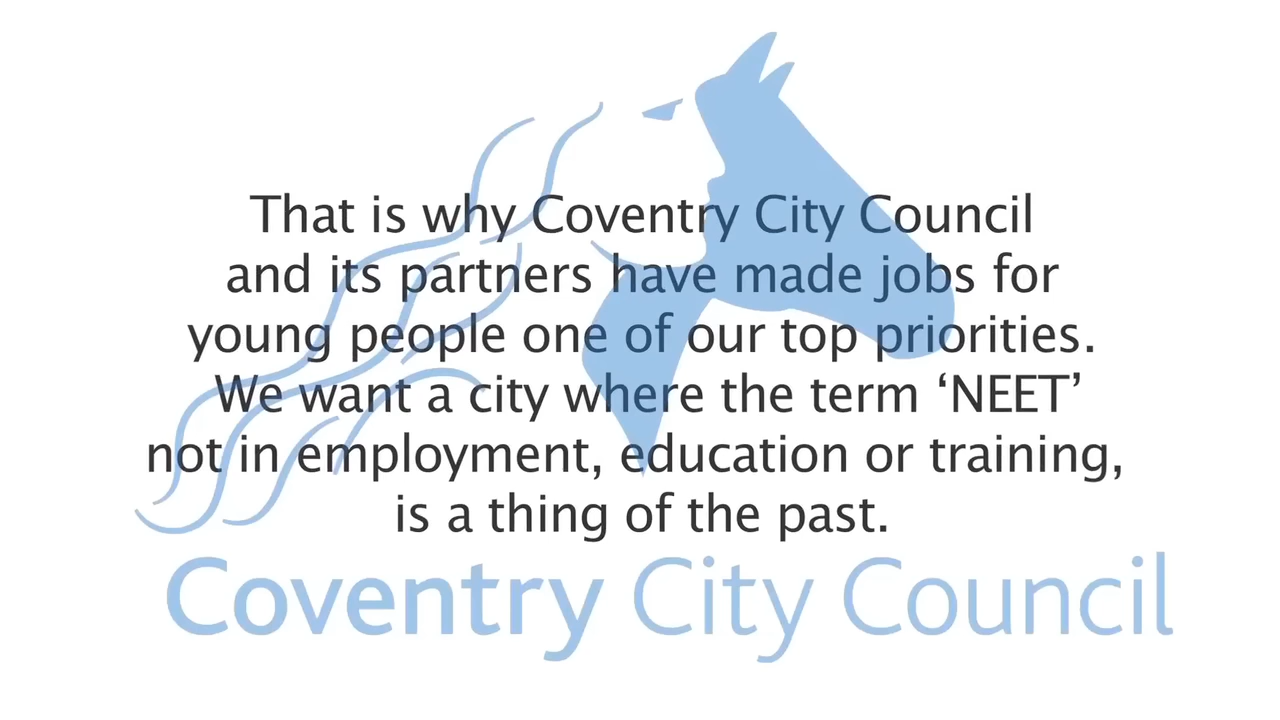 That is why Coventry City Council
and its partners have made jobs for
young people one of our top priorities.
We want a city where the term ‘NEET’
not in employment, education or training,
is a thing of the past.
Coventry City Council